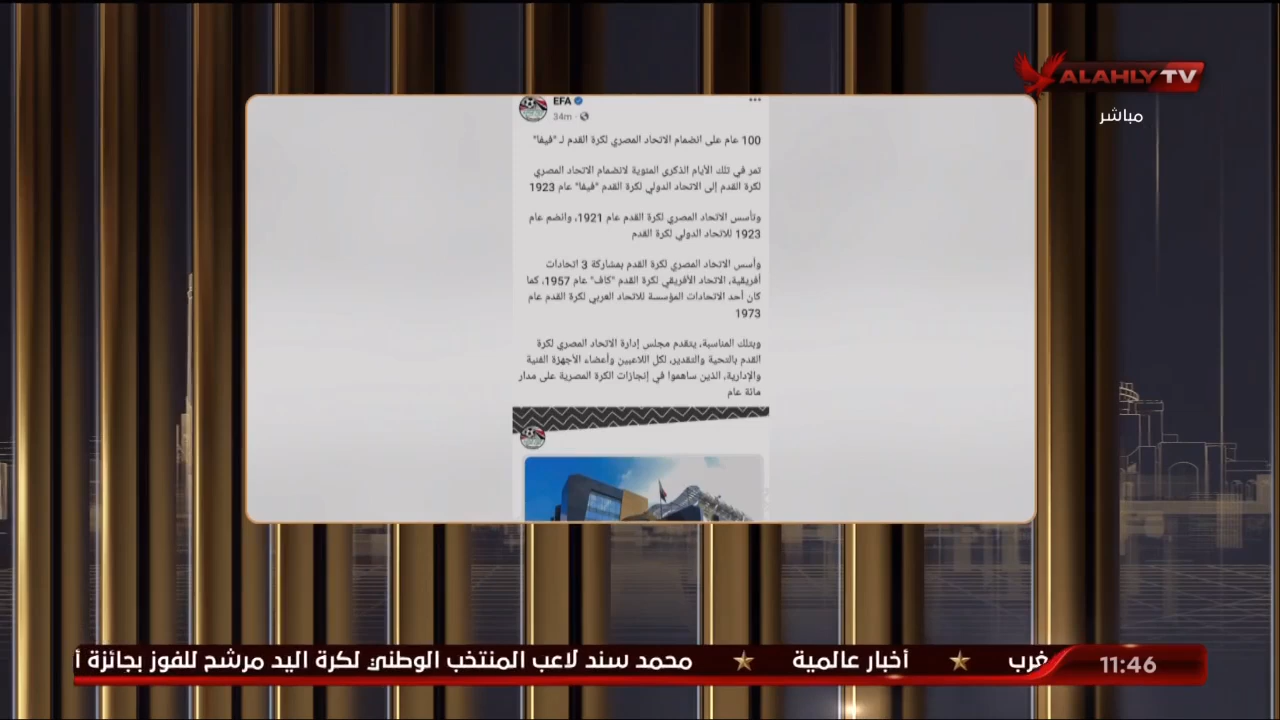 ALAHLY TV
مباشر
EFA
34m
100 عام على انضمام الاتحاد المصري لكرة القدم لـ "فيفا"
تمر في تلك الأيام الذكرى المئوية لانضمام الاتحاد المصري
لكرة القدم إلى الاتحاد الدولي لكرة القدم "فيفا" عام 1923
وتأسس الاتحاد المصري لكرة القدم عام 1921، وانضم عام
1923 للاتحاد الدولي لكرة القدم
وأسس الاتحاد المصري لكرة القدم بمشاركة 3 اتحادات
أفريقية، الاتحاد الأفريقي لكرة القدم "كاف" عام 1957، كما
كان أحد الاتحادات المؤسسة للاتحاد العربي لكرة القدم عام
1973
وبتلك المناسبة، يتقدم مجلس إدارة الاتحاد المصري لكرة
القدم بالتحية والتقدير، لكل اللاعبين وأعضاء الأجهزة الفنية
والإدارية، الذين ساهموا في إنجازات الكرة المصرية على مدار
مائة عام
11:46
غرب ★ أخبار عالمية ★ محمد سند لاعب المنتخب الوطني لكرة اليد مرشح للفوز بجائزة أ